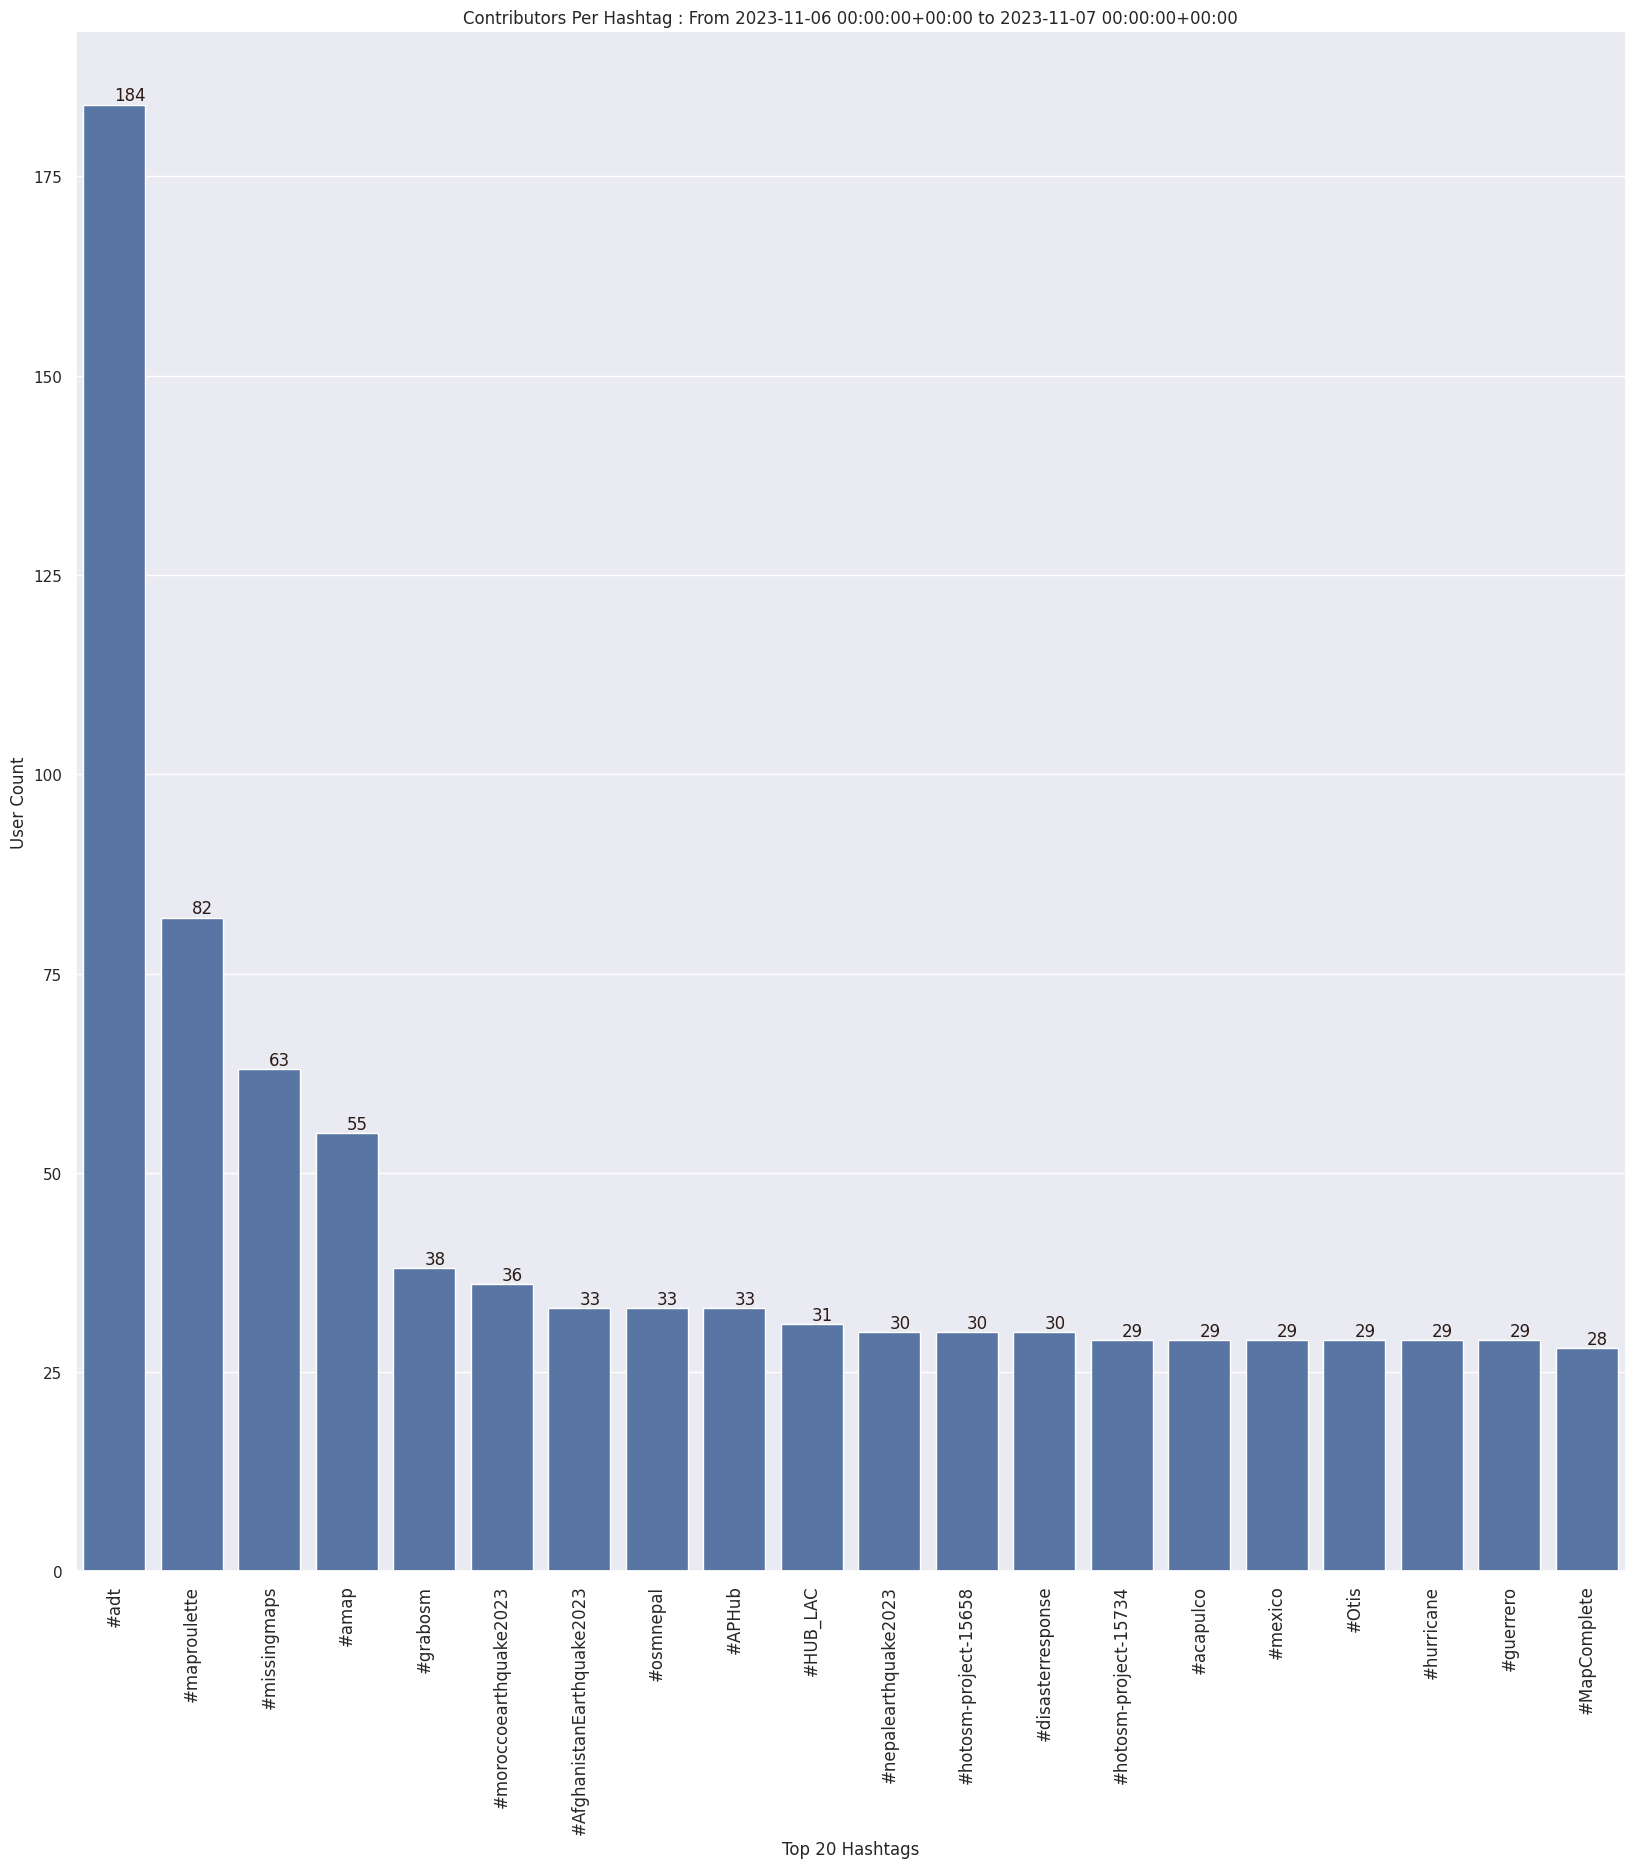 Contributors Per Hashtag : From 2023-11-06 00:00:00+00:00 to 2023-11-07 00:00:00+00:00
User Count
175
150
125
100
75
50
25
0
184
82
63
55
38
36
33
33
33
31
30
30
30
29
29
29
29
29
29
28
#adt
#maproulette
#missingmaps
#amap
#grabosm
#moroccoearthquake2023
#AfghanistanEarthquake2023
#osmnepal
#APHub
#HUB_LAC
#nepalearthquake2023
#hotosm-project-15658
#disasterresponse
#hotosm-project-15734
#acapulco
#mexico
#Otis
#hurricane
#guerrero
#MapComplete
Top 20 Hashtags